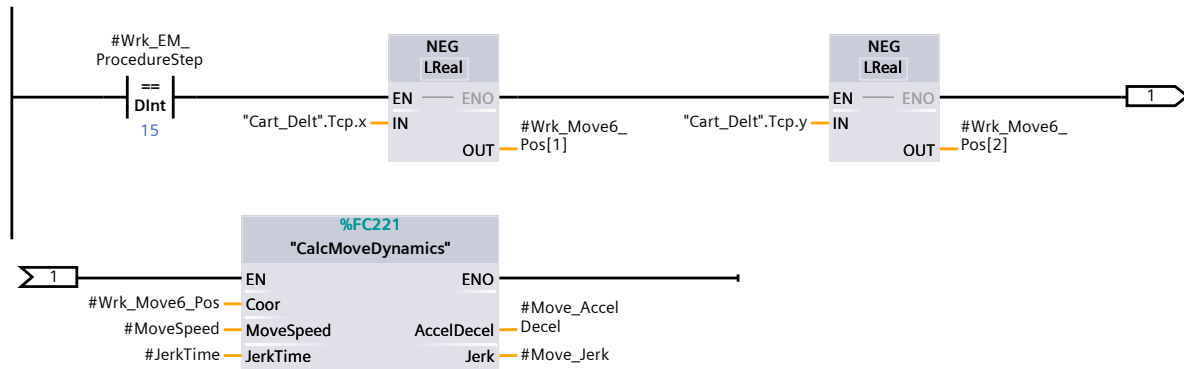 #Wrk_EM_
ProcedureStep
==
DInt
15
NEG
LReal
EN ENO
"Cart_Delt".Tcp.x IN
OUT
#Wrk_Move6_
Pos[1]
NEG
LReal
EN ENO
"Cart_Delt".Tcp.y IN
OUT
#Wrk_Move6_
Pos[2]
1
%FC221
"CalcMoveDynamics"
1
EN ENO
#Wrk_Move6_Pos Coor
#MoveSpeed MoveSpeed
AccelDecel
#Move_Accel
Decel
#JerkTime JerkTime
Jerk #Move_Jerk